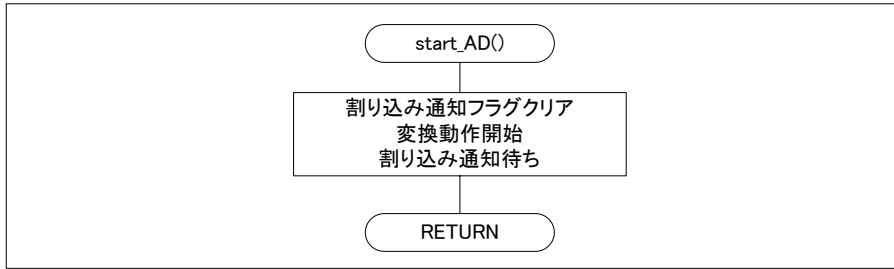 start_AD()
割り込み通知フラグクリア
変換動作開始
割り込み通知待ち
RETURN